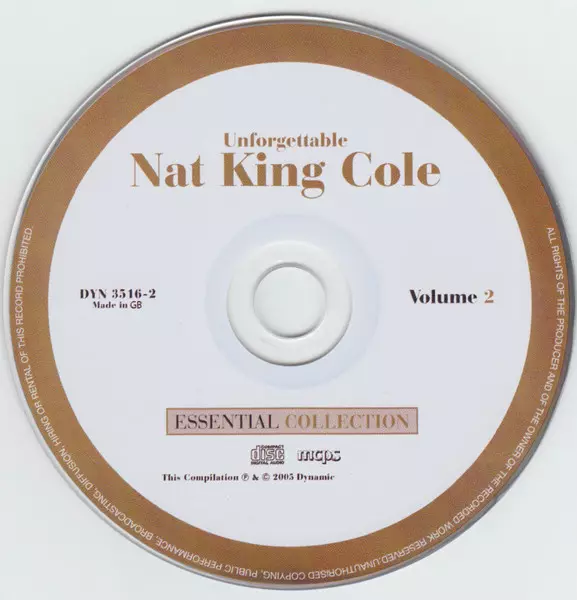 Unforgettable
Nat King Cole
DYN 3516-2
Made in GB
Volume 2
ESSENTIAL COLLECTION
COMPACT
disc
DIGITAL AUDIO
mcps
This Compilation ℗ & © 2005 Dynamic
ALL RIGHTS OF THE PRODUCER AND OF THE OWNER OF THE RECORDED WORK RESERVED. UNAUTHORISED COPYING, PUBLIC PERFORMANCE, BROADCASTING, DIFFUSION, HIRING OR RENTAL OF THIS RECORD PROHIBITED.